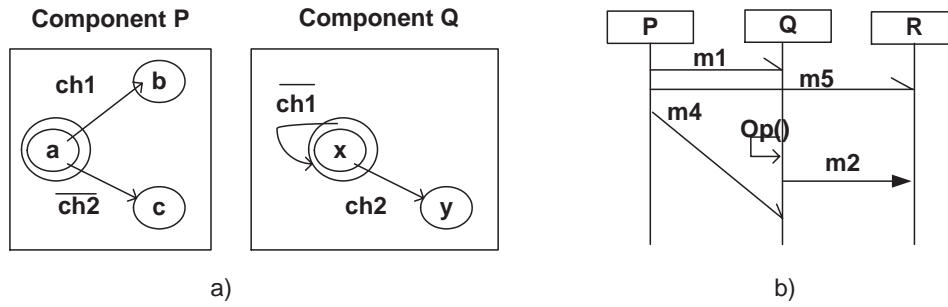 Component P
Component Q
ch1
b
a
ch2
c
ch1
x
ch2
y
a)
P
Q
R
m1
m5
m4
Op()
m2
b)